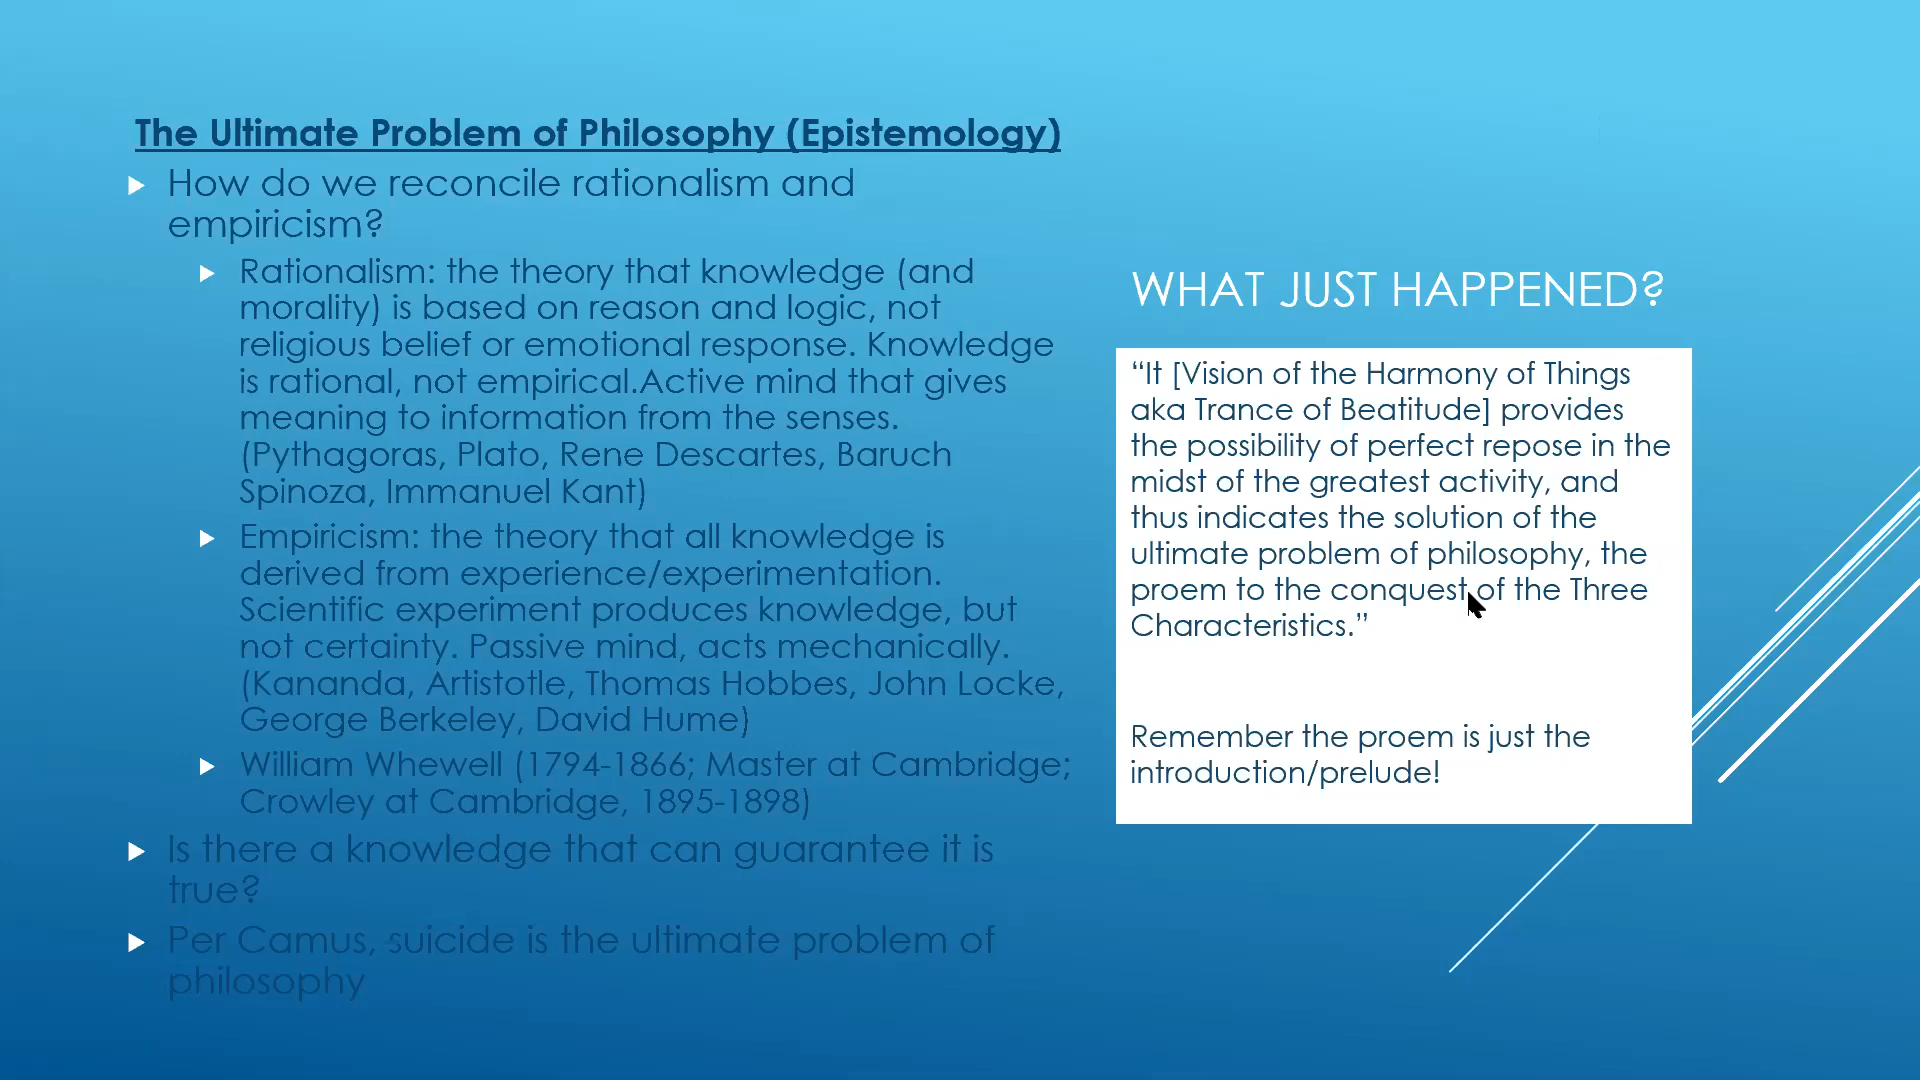 The Ultimate Problem of Philosophy (Epistemology)
How do we reconcile rationalism and
empiricism?
Rationalism: the theory that knowledge (and
morality) is based on reason and logic, not
religious belief or emotional response. Knowledge
is rational, not empirical.Active mind that gives
meaning to information from the senses.
(Pythagoras, Plato, Rene Descartes, Baruch
Spinoza, Immanuel Kant)
Empiricism: the theory that all knowledge is
derived from experience/experimentation.
Scientific experiment produces knowledge, but
not certainty. Passive mind, acts mechanically.
(Kananda, Artistotle, Thomas Hobbes, John Locke,
George Berkeley, David Hume)
William Whewell (1794-1866; Master at Cambridge;
Crowley at Cambridge, 1895-1898)
Is there a knowledge that can guarantee it is
true?
Per Camus, suicide is the ultimate problem of
philosophy
WHAT JUST HAPPENED?
“It [Vision of the Harmony of Things
aka Trance of Beatitude] provides
the possibility of perfect repose in the
midst of the greatest activity, and
thus indicates the solution of the
ultimate problem of philosophy, the
proem to the conquest of the Three
Characteristics.”
Remember the proem is just the
introduction/prelude!